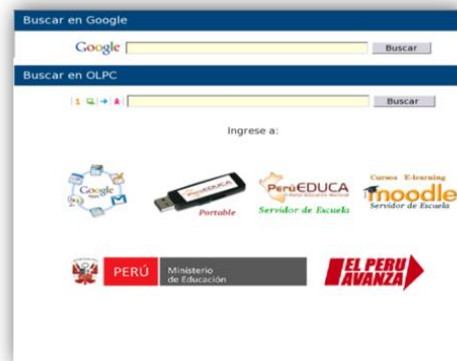 Buscar en Google
Google Buscar
Buscar en OLPC
Buscar
Ingrese a:
Google
PerúEDUCA
Portable
PerúEDUCA
Servidor de Escuela
Cursos E-learning
moodle
Servidor de Escuela
PERÚ Ministerio
de Educación
EL PERU
AVANZA